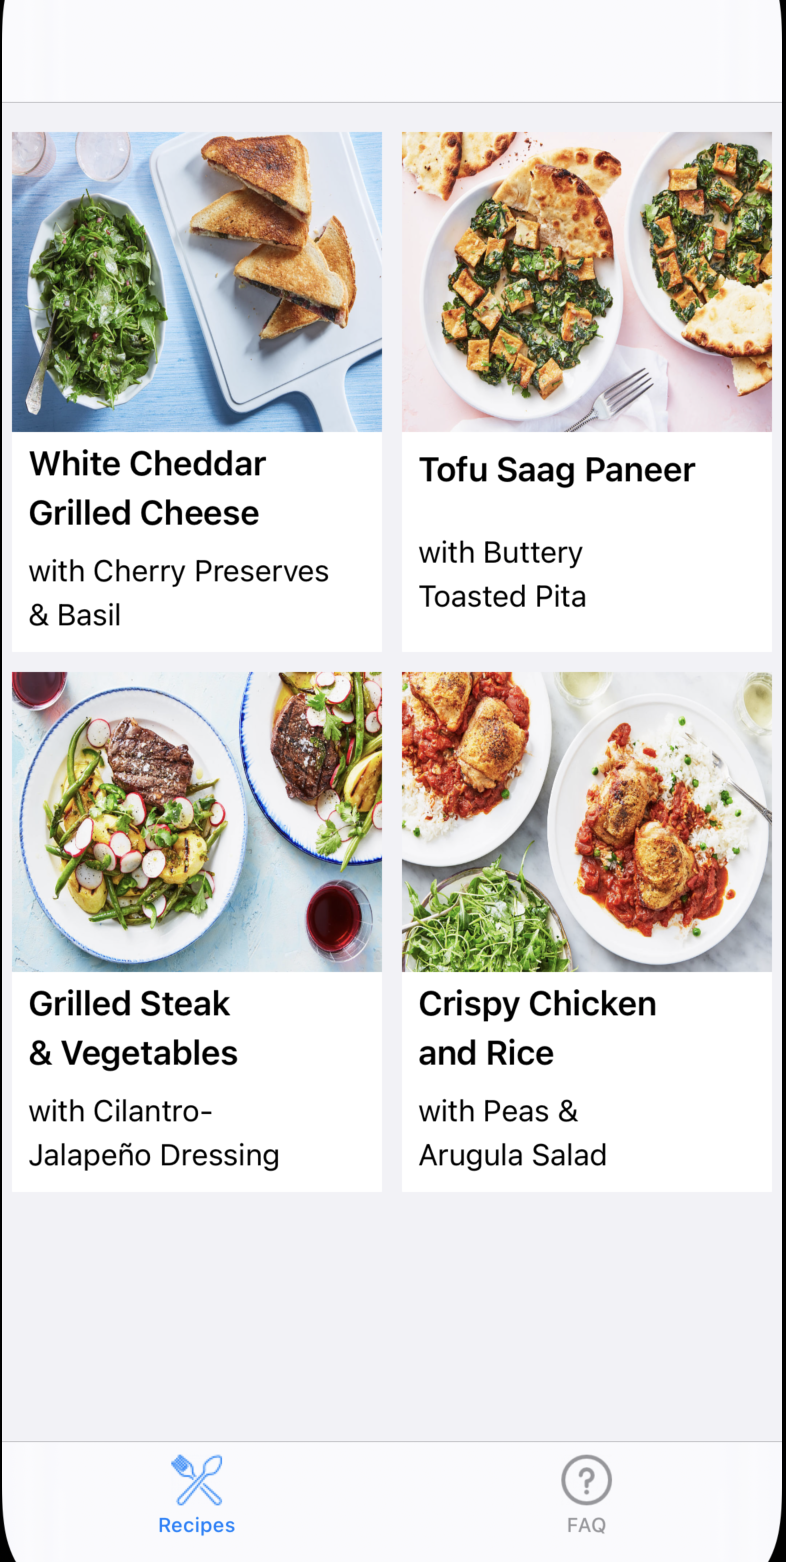 White Cheddar
Grilled Cheese
with Cherry Preserves
& Basil
Tofu Saag Paneer
with Buttery
Toasted Pita
Grilled Steak
& Vegetables
with Cilantro-
Jalapeño Dressing
Crispy Chicken
and Rice
with Peas &
Arugula Salad
Recipes
?
FAQ